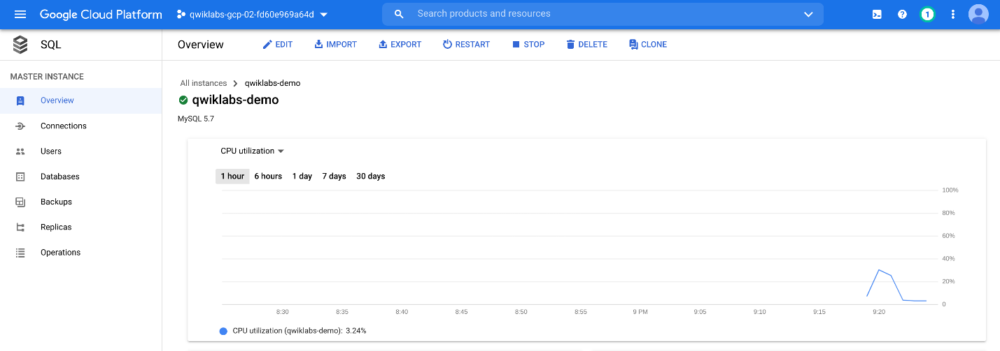 Google Cloud Platform qwiklabs-gcp-02-fd60e969a64d Search products and resources 1
SQL Overview EDIT IMPORT EXPORT RESTART STOP DELETE CLONE
MASTER INSTANCE
Overview
Connections
Users
Databases
Backups
Replicas
Operations
All instances > qwiklabs-demo
qwiklabs-demo
MySQL 5.7
CPU utilization
1 hour 6 hours 1 day 7 days 30 days
100%
80%
60%
40%
20%
0
8:30 8:35 8:40 8:45 8:50 8:55 9 PM 9:05 9:10 9:15 9:20
CPU utilization (qwiklabs-demo): 3.24%